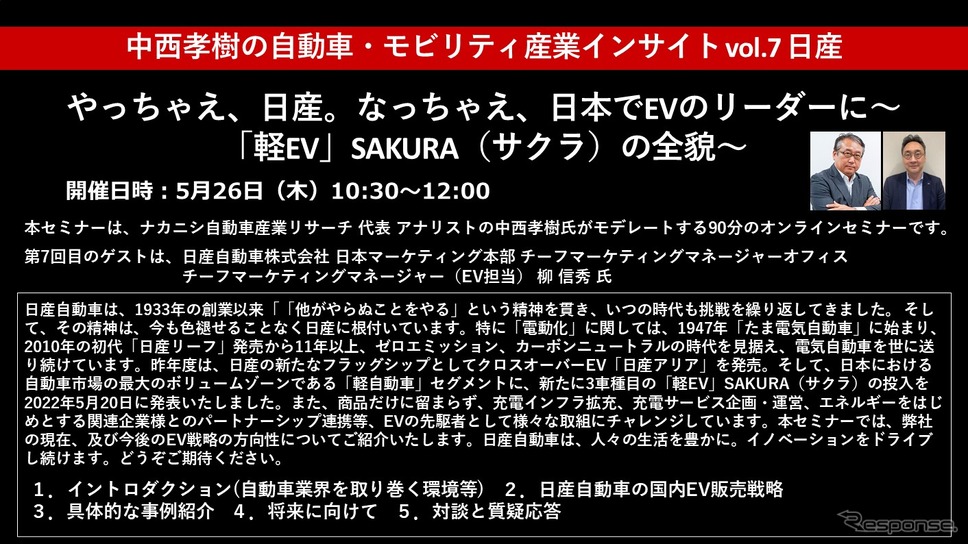 中西孝樹の自動車・モビリティ産業インサイト vol.7 日産
やっちゃえ、日産。なっちゃえ、日本でEVのリーダーに～
「軽EV」SAKURA（サクラ）の全貌～
開催日時：5月26日（木）10:30～12:00
本セミナーは、ナカニシ自動車産業リサーチ 代表 アナリストの中西孝樹氏がモデレートする90分のオンラインセミナーです。
第7回目のゲストは、日産自動車株式会社 日本マーケティング本部 チーフマーケティングマネージャーオフィス
チーフマーケティングマネージャー（EV担当） 柳 信秀 氏
日産自動車は、1933年の創業以来「「他がやらぬことをやる」という精神を貫き、いつの時代も挑戦を繰り返してきました。そし
て、その精神は、今も色褪せることなく日産に根付いています。特に「電動化」に関しては、1947年「たま電気自動車」に始まり、
2010年の初代「日産リーフ」発売から11年以上、ゼロエミッション、カーボンニュートラルの時代を見据え、電気自動車を世に送
り続けています。昨年度は、日産の新たなフラッグシップとしてクロスオーバーEV「日産アリア」を発売。そして、日本における
自動車市場の最大のボリュームゾーンである「軽自動車」セグメントに、新たに3車種目の「軽EV」SAKURA（サクラ）の投入を
2022年5月20日に発表いたしました。また、商品だけに留まらず、充電インフラ拡充、充電サービス企画・運営、エネルギーをはじ
めとする関連企業様とのパートナーシップ連携等、EVの先駆者として様々な取組にチャレンジしています。本セミナーでは、弊社
の現在、及び今後のEV戦略の方向性についてご紹介いたします。日産自動車は、人々の生活を豊かに。イノベーションをドライブ
し続けます。どうぞご期待ください。
１．イントロダクション(自動車業界を取り巻く環境等)　２．日産自動車の国内EV販売戦略
３．具体的な事例紹介　４．将来に向けて　５．対談と質疑応答
Response.